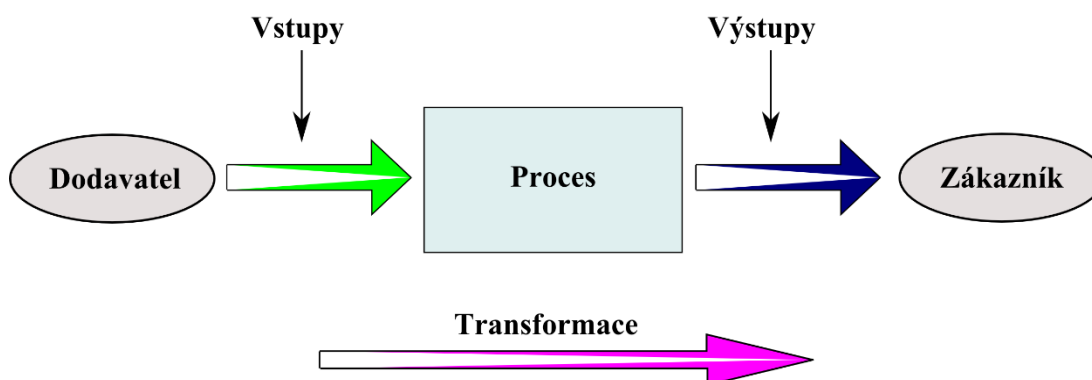 Vstupy
Výstupy
Dodavatel
Proces
Zákazník
Transformace